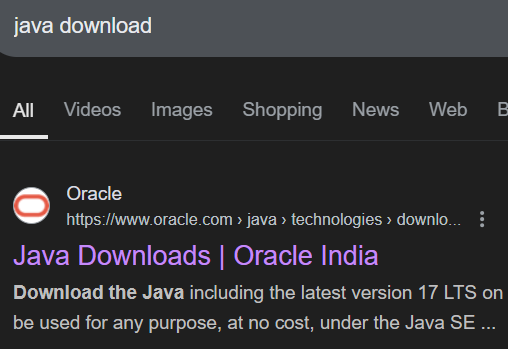 java download
All Videos Images Shopping News Web B
Oracle
https://www.oracle.com › java › technologies › downlo...
Java Downloads | Oracle India
Download the Java including the latest version 17 LTS on
be used for any purpose, at no cost, under the Java SE ...